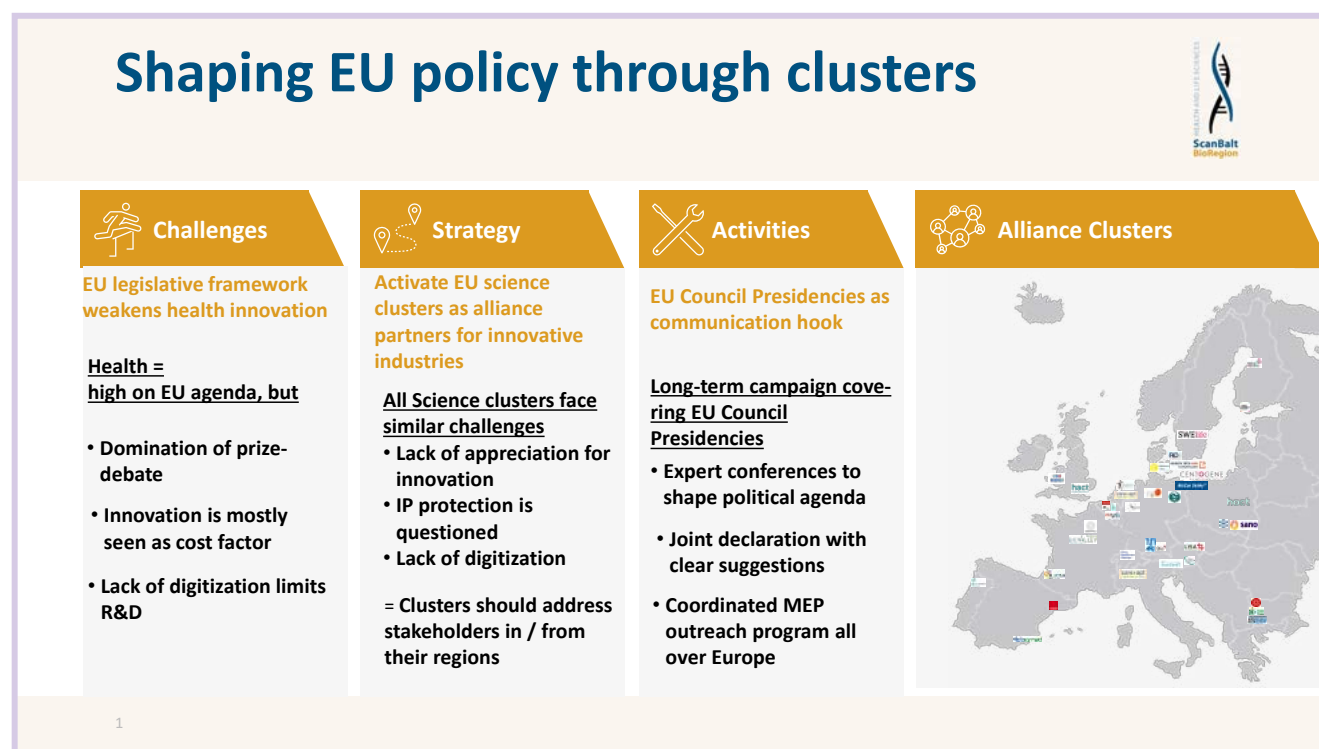 Shaping EU policy through clusters
HEALTH AND LIFE SCIENCES
ScanBalt
BioRegion
Challenges
EU legislative framework
weakens health innovation
Health =
high on EU agenda, but
• Domination of prize-
debate
• Innovation is mostly
seen as cost factor
• Lack of digitization limits
R&D
Strategy
Activate EU science
clusters as alliance
partners for innovative
industries
All Science clusters face
similar challenges
• Lack of appreciation for
innovation
• IP protection is
questioned
• Lack of digitization
= Clusters should address
stakeholders in / from
their regions
Activities
EU Council Presidencies as
communication hook
Long-term campaign cove-
ring EU Council
Presidencies
• Expert conferences to
shape political agenda
• Joint declaration with
clear suggestions
• Coordinated MEP
outreach program all
over Europe
Alliance Clusters
SWElife
CENTOGENE
hact
sano
1